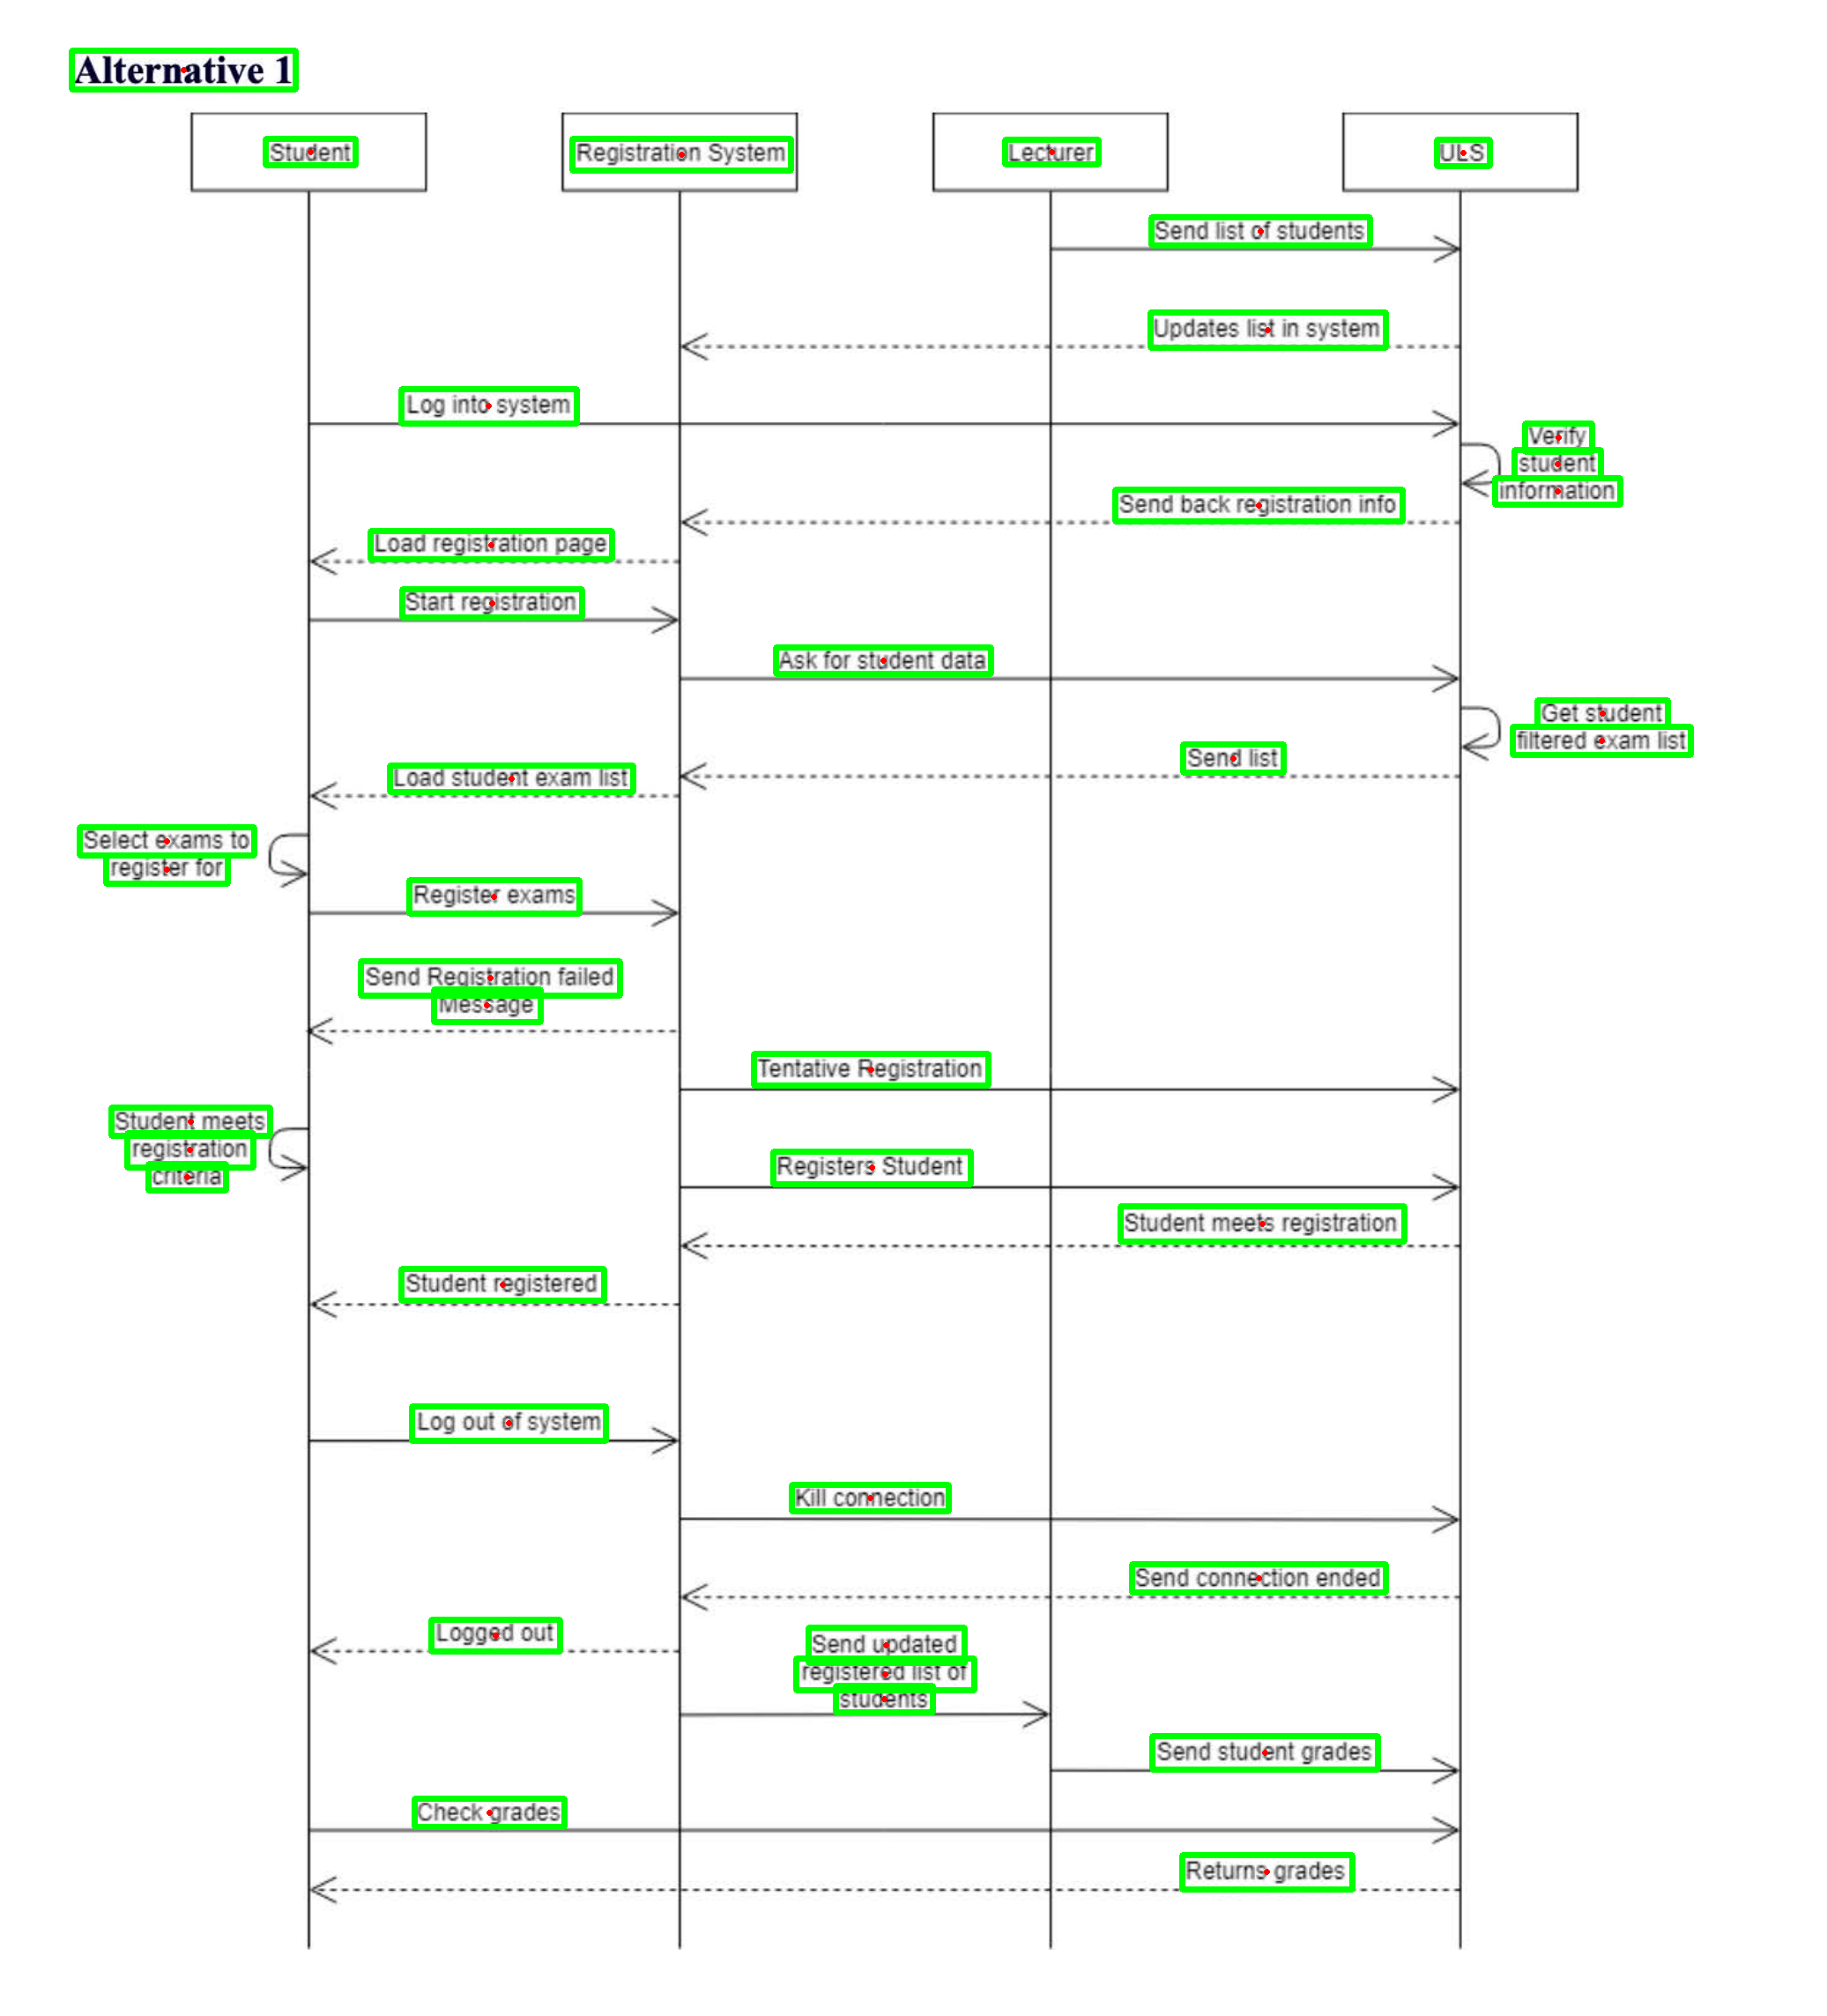 Alternative 1
Student
Registration System
Lecturer
ULS
Send list of students
Updates list in system
Log into system
Verify
student
information
Send back registration info
Load registration page
Start registration
Ask for student data
Get student
filtered exam list
Send list
Load student exam list
Select exams to
register for
Register exams
Send Registration failed
Message
Tentative Registration
Student meets
registration
criteria
Registers Student
Student meets registration
Student registered
Log out of system
Kill connection
Send connection ended
Logged out
Send updated
registered list of
students
Send student grades
Check grades
Returns grades